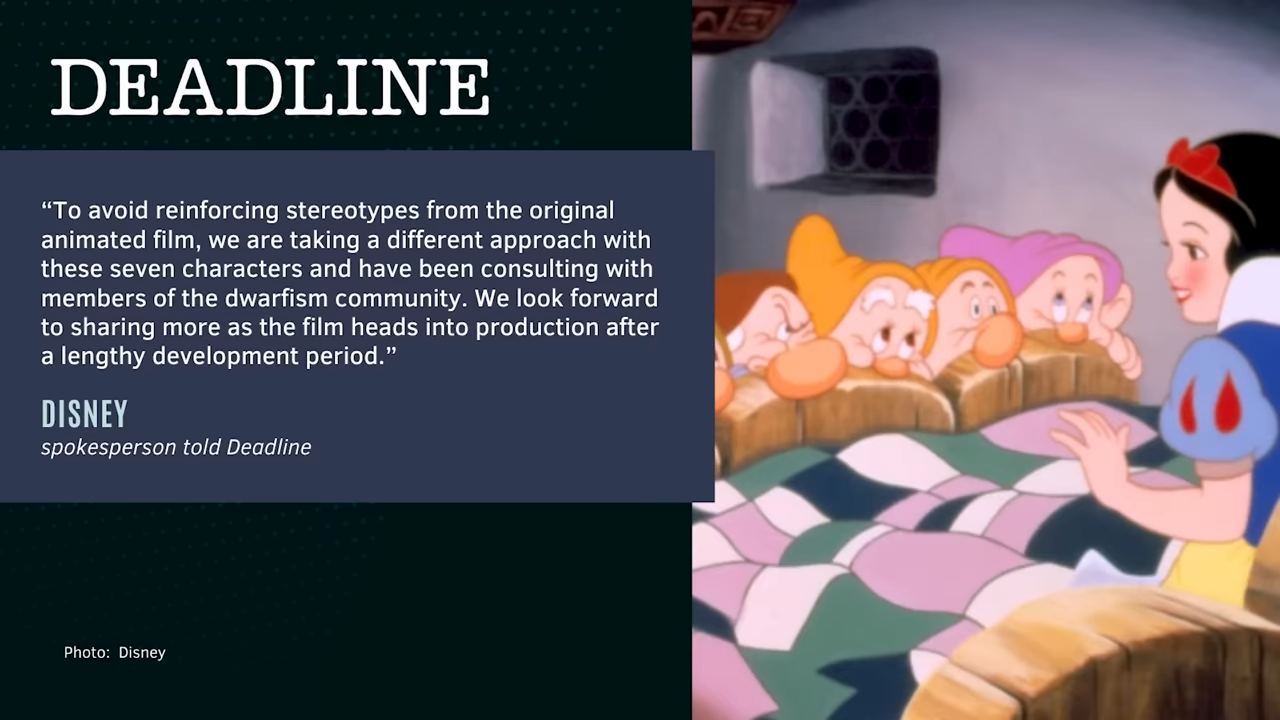 DEADLINE
“To avoid reinforcing stereotypes from the original
animated film, we are taking a different approach with
these seven characters and have been consulting with
members of the dwarfism community. We look forward
to sharing more as the film heads into production after
a lengthy development period.”
DISNEY
spokesperson told Deadline
Photo: Disney